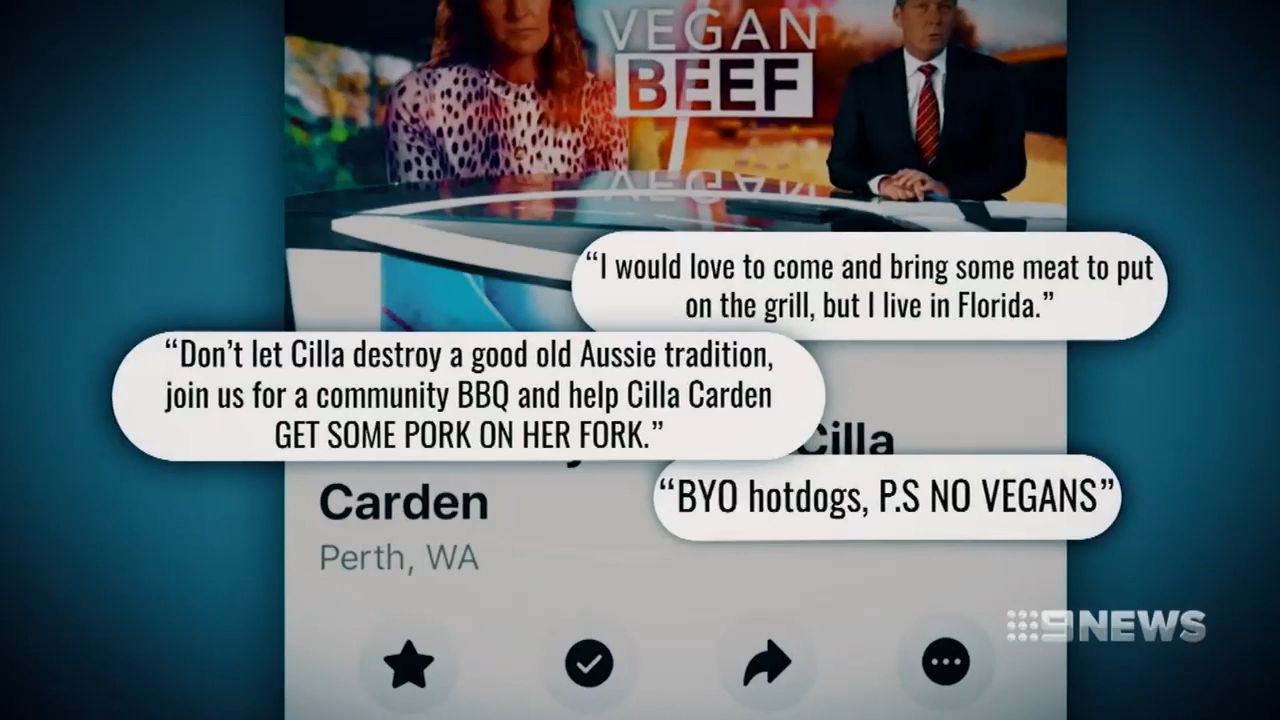 VEGAN
BEEF
VEGAN
“I would love to come and bring some meat to put
on the grill, but I live in Florida.”
“Don’t let Cilla destroy a good old Aussie tradition,
join us for a community BBQ and help Cilla Carden
GET SOME PORK ON HER FORK.”
Cilla
Carden
“BYO hotdogs, P.S NO VEGANS”
Perth, WA
9NEWS